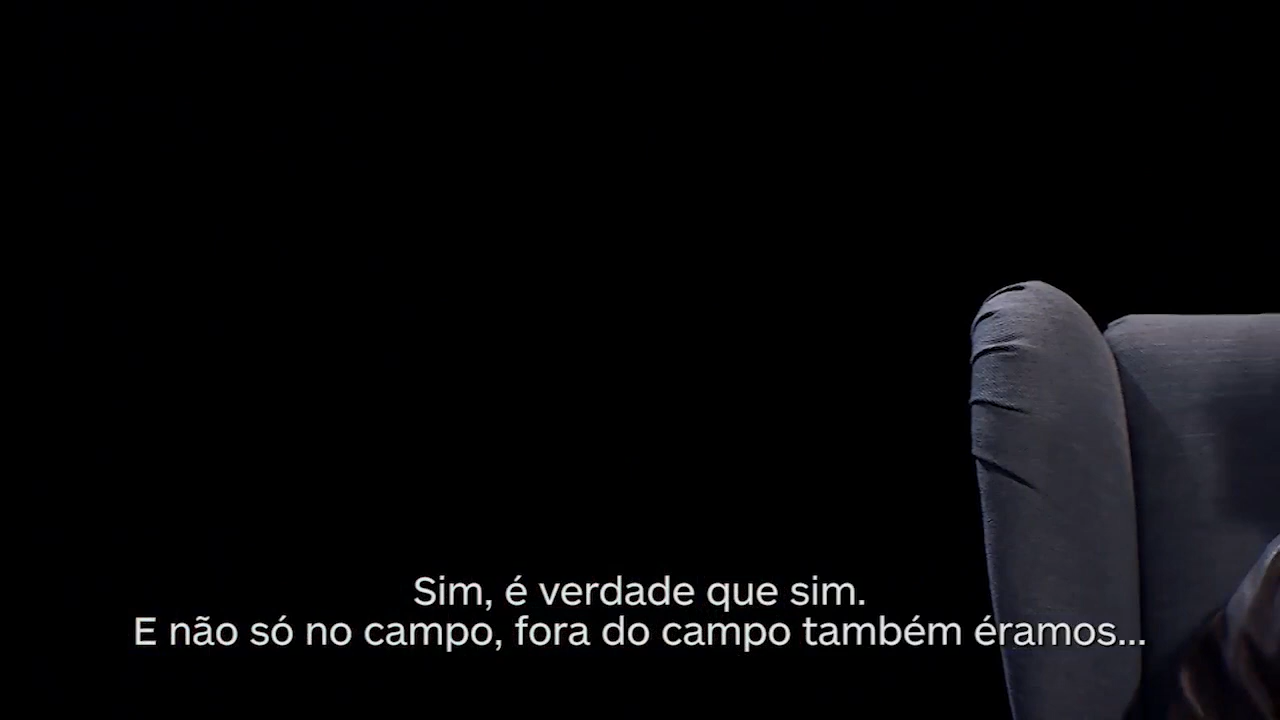 Sim, é verdade que sim.
E não só no campo, fora do campo também éramos...